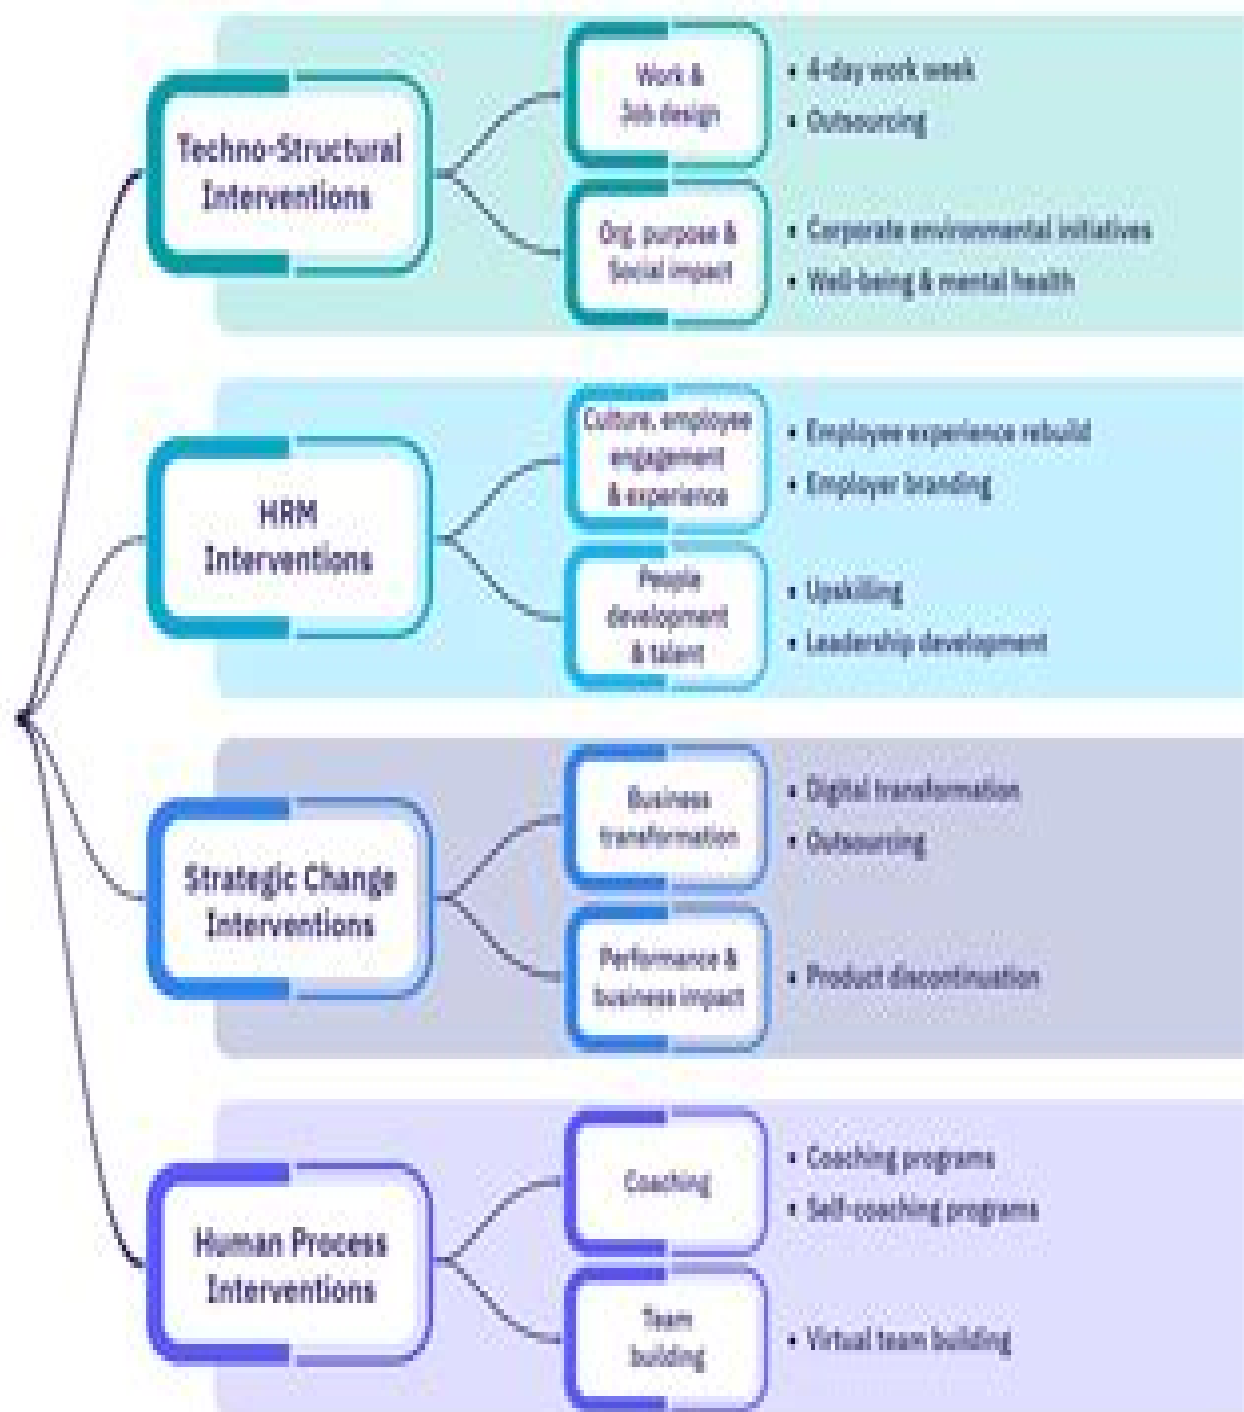 Techno-Structural
Interventions
Work &
Job design
• 4-day work week
• Outsourcing
Org. purpose &
Social impact
• Corporate environmental initiatives
• Well-being & mental health
HRM
Interventions
Culture, employee
engagement
& experience
• Employee experience rebuild
• Employer branding
People
development
& talent
• Upskilling
• Leadership development
Strategic Change
Interventions
Business
transformation
• Digital transformation
• Outsourcing
Performance &
business impact
• Product discontinuation
Human Process
Interventions
Coaching
• Coaching programs
• Self-coaching programs
Team
building
• Virtual team building